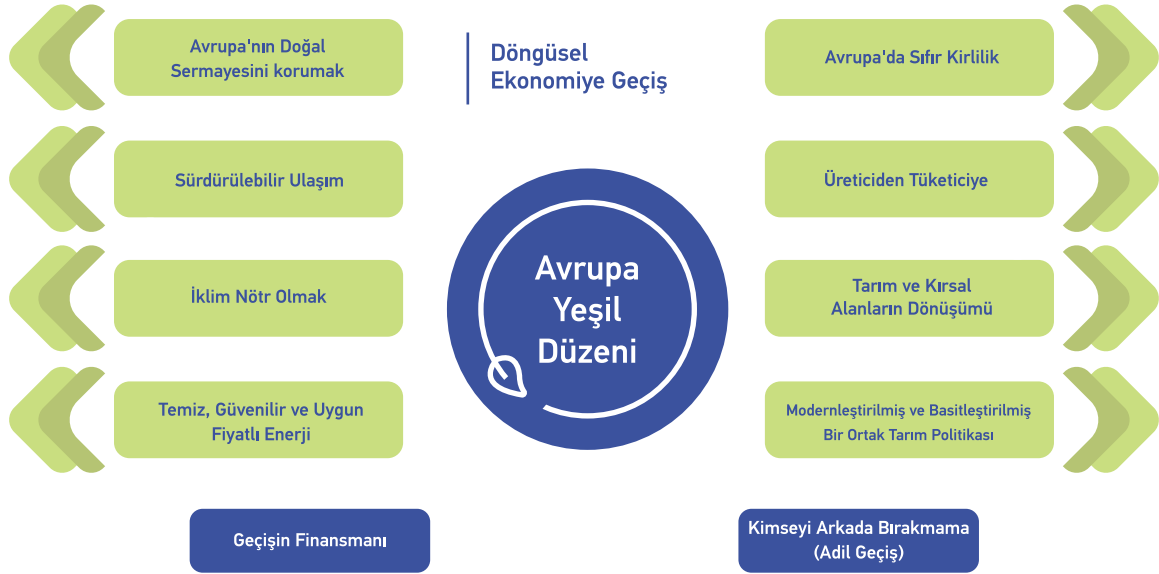 Avrupa'nın Doğal
Sermayesini korumak
Sürdürülebilir Ulaşım
İklim Nötr Olmak
Temiz, Güvenilir ve Uygun
Fiyatlı Enerji
Döngüsel
Ekonomiye Geçiş
Avrupa
Yeşil
Düzeni
Avrupa'da Sıfır Kirlilik
Üreticiden Tüketiciye
Tarım ve Kırsal
Alanların Dönüşümü
Modernleştirilmiş ve Basitleştirilmiş
Bir Ortak Tarım Politikası
Geçişin Finansmanı
Kimseyi Arkada Bırakmama
(Adil Geçiş)